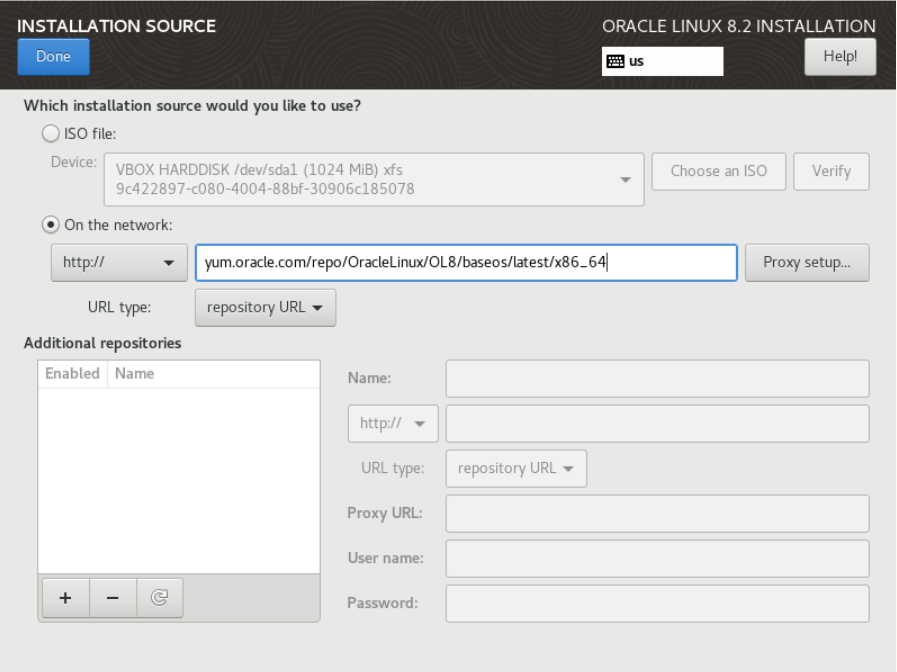 INSTALLATION SOURCE
ORACLE LINUX 8.2 INSTALLATION
Done
us
Help!
Which installation source would you like to use?
ISO file:
Device:
VBOX HARDDISK /dev/sda1 (1024 MiB) xfs
9c422897-c080-4004-88bf-30906c185078
Choose an ISO
Verify
On the network:
http://
yum.oracle.com/repo/OracleLinux/OL8/baseos/latest/x86_64
Proxy setup...
URL type:
repository URL
Additional repositories
Enabled
Name
Name:
http://
URL type:
repository URL
Proxy URL:
User name:
Password: